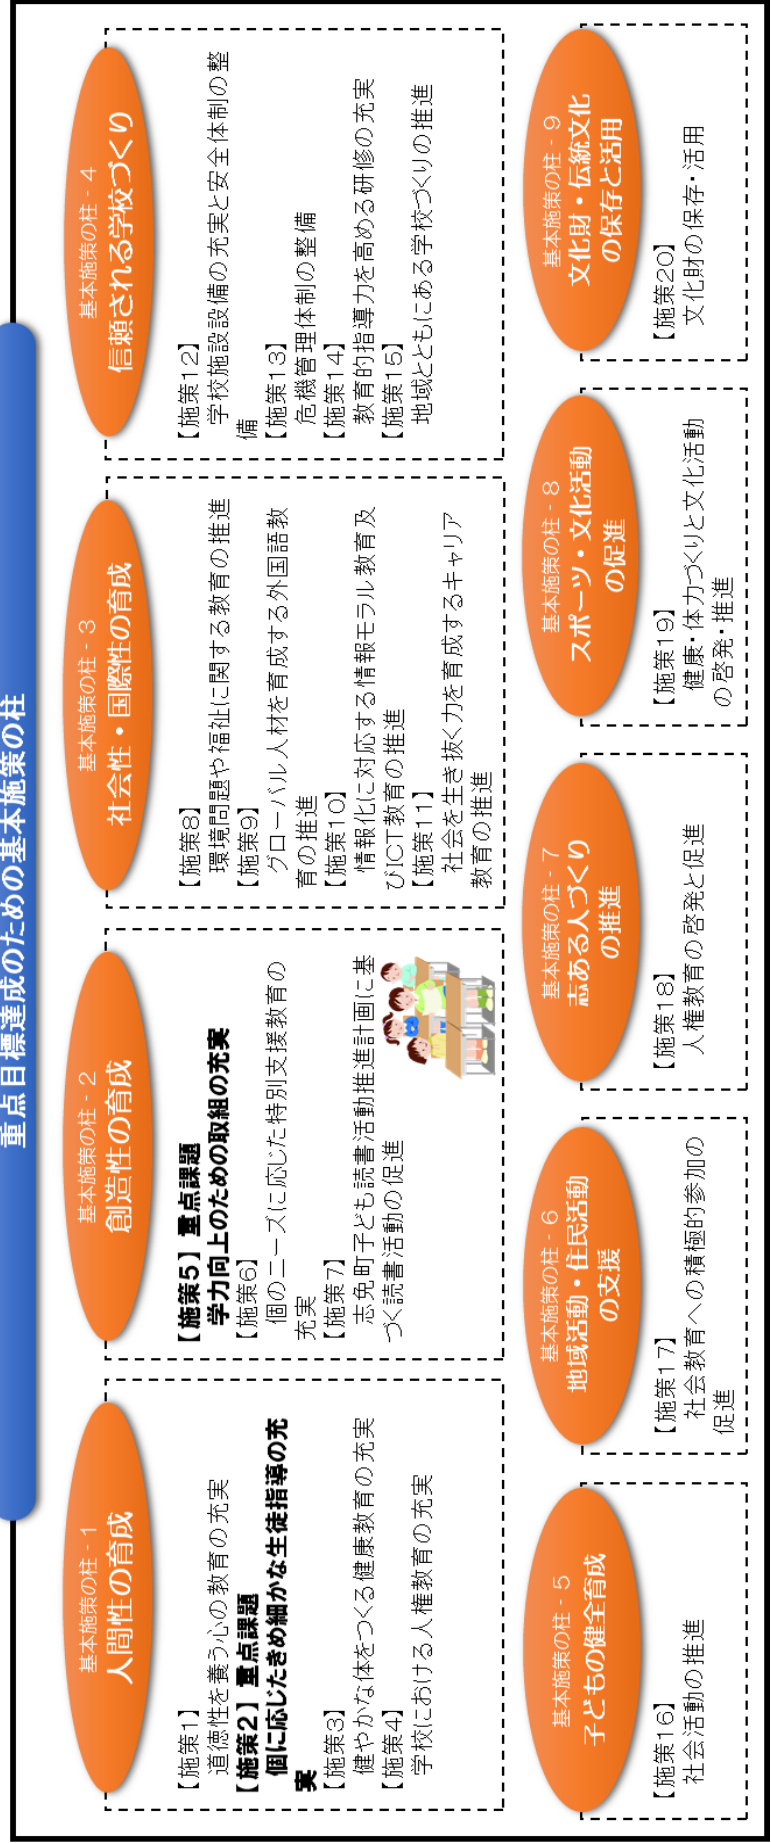 重点目標達成のための基本施策の柱
基本施策の柱 - 1
人間性の育成
【施策1】
道徳性を養う心の教育の充実
【施策2】重点課題
個に応じたきめ細かな生徒指導の充
実
【施策3】
健やかな体をつくる健康教育の充実
【施策4】
学校における人権教育の充実
基本施策の柱 - 2
創造性の育成
【施策5】重点課題
学力向上のための取組の充実
【施策6】
個のニーズに応じた特別支援教育の
充実
【施策7】
志免町子ども読書活動推進計画に基
づく読書活動の促進
基本施策の柱 - 3
社会性・国際性の育成
【施策8】
環境問題や福祉に関する教育の推進
【施策9】
グローバル人材を育成する外国語教
育の推進
【施策10】
情報化に対応する情報モラル教育及
びICT教育の推進
【施策11】
社会を生き抜く力を育成するキャリア
教育の推進
基本施策の柱 - 4
信頼される学校づくり
【施策12】
学校施設設備の充実と安全体制の整
備
【施策13】
危機管理体制の整備
【施策14】
教育的指導力を高める研修の充実
【施策15】
地域とともにある学校づくりの推進
基本施策の柱 - 5
子どもの健全育成
【施策16】
社会活動の推進
基本施策の柱 - 6
地域活動・住民活動
の支援
【施策17】
社会教育への積極的参加の
促進
基本施策の柱 - 7
志ある人づくり
の推進
【施策18】
人権教育の啓発と促進
基本施策の柱 - 8
スポーツ・文化活動
の促進
【施策19】
健康・体力づくりと文化活動
の啓発・推進
基本施策の柱 - 9
文化財・伝統文化
の保存と活用
【施策20】
文化財の保存・活用